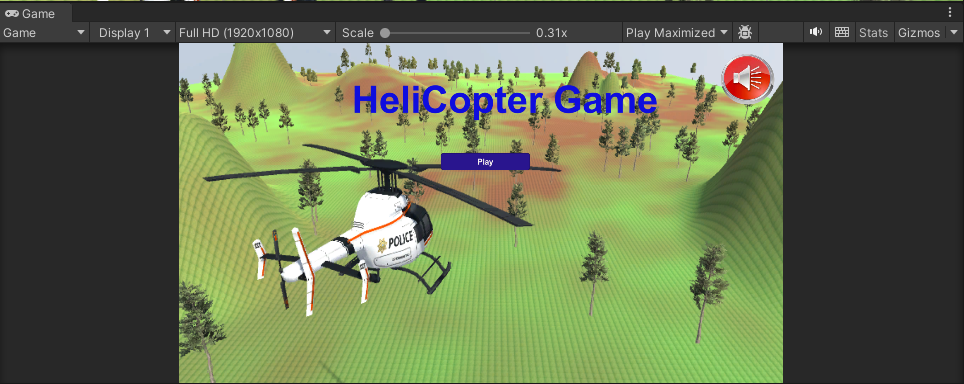 Game
Game Display 1 Full HD (1920x1080) Scale 0.31x Play Maximized Stats Gizmos
HeliCopter Game
Play
POLICE